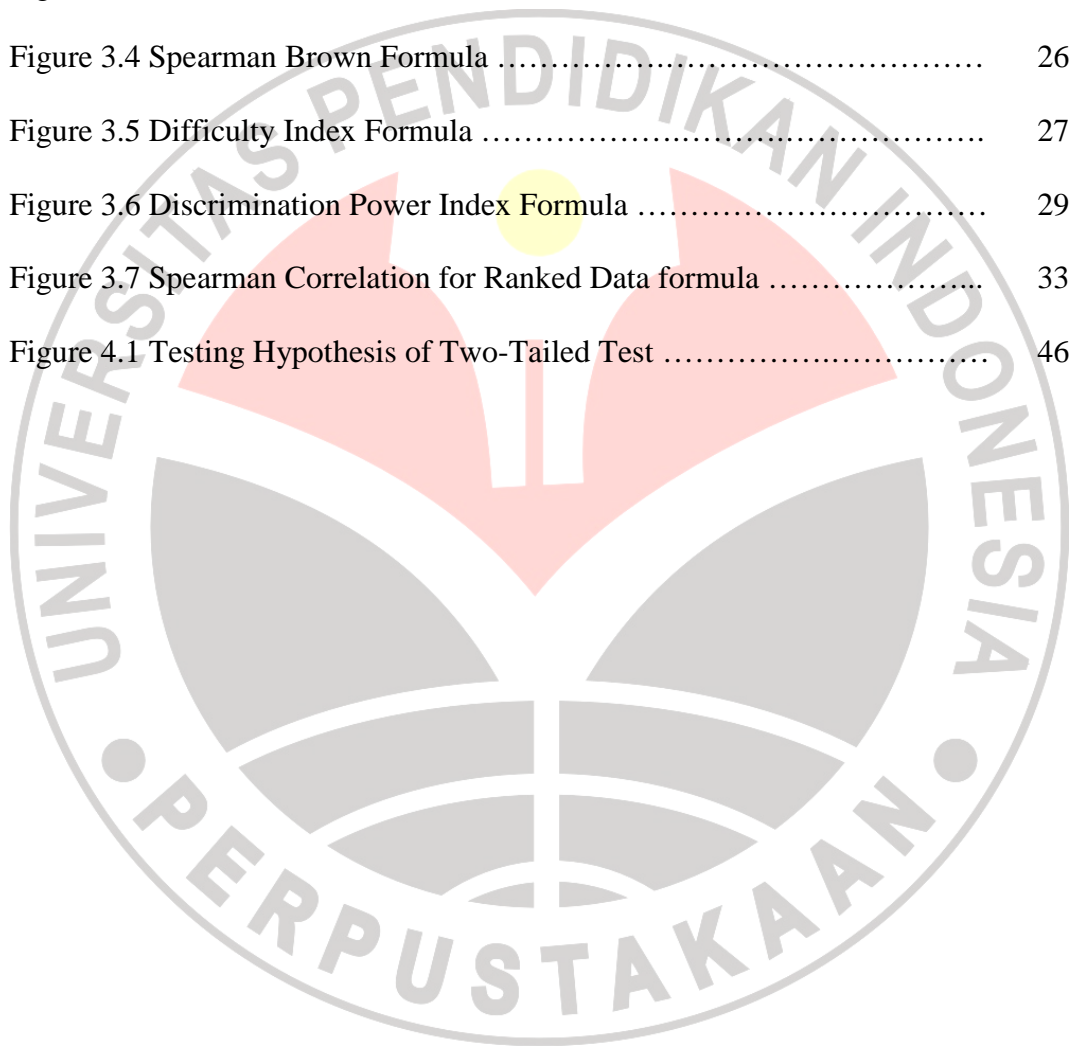 Figure 3.4 Spearman Brown Formula …………….………………………… 26
Figure 3.5 Difficulty Index Formula …………….…………………………. 27
Figure 3.6 Discrimination Power Index Formula …………………………… 29
Figure 3.7 Spearman Correlation for Ranked Data formula ………………... 33
Figure 4.1 Testing Hypothesis of Two-Tailed Test …………….…………… 46
UNIVERSITAS PENDIDIKAN INDONESIA
PERPUSTAKAAN